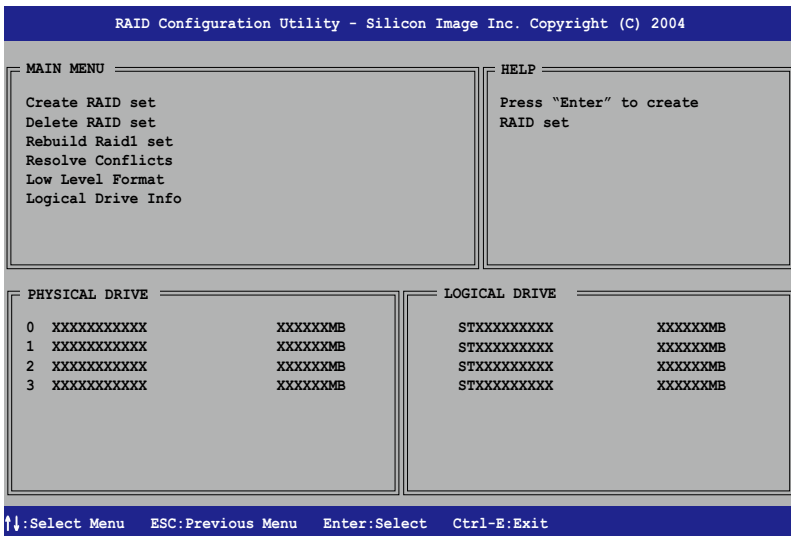 RAID Configuration Utility - Silicon Image Inc. Copyright (C) 2004
MAIN MENU
Create RAID set
Delete RAID set
Rebuild Raid1 set
Resolve Conflicts
Low Level Format
Logical Drive Info
HELP
Press “Enter” to create
RAID set
PHYSICAL DRIVE
0 XXXXXXXXXXX XXXXXXMB
1 XXXXXXXXXXX XXXXXXMB
2 XXXXXXXXXXX XXXXXXMB
3 XXXXXXXXXXX XXXXXXMB
LOGICAL DRIVE
STXXXXXXXXX XXXXXXMB
STXXXXXXXXX XXXXXXMB
STXXXXXXXXX XXXXXXMB
STXXXXXXXXX XXXXXXMB
↑↓:Select Menu ESC:Previous Menu Enter:Select Ctrl-E:Exit